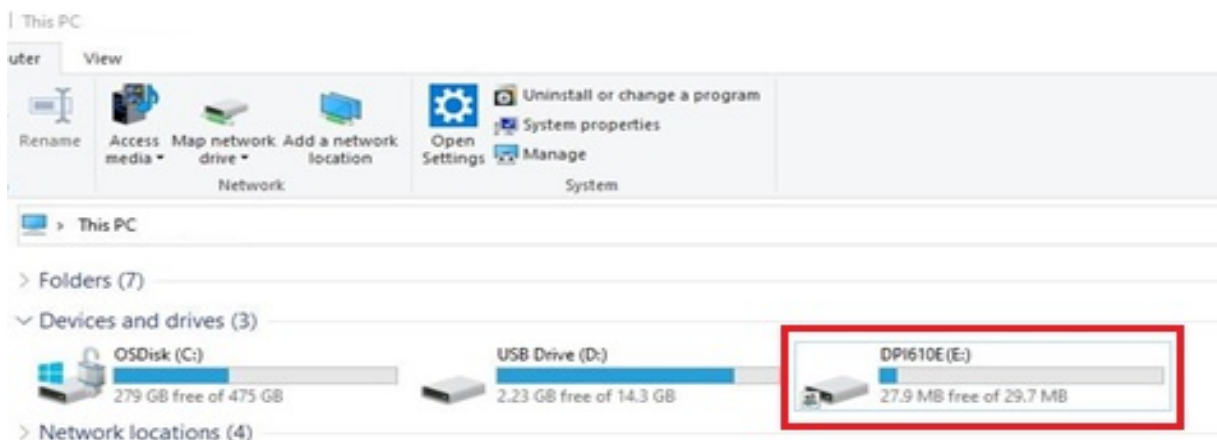 This PC
uter View
Rename
Access media
Map network drive
Add a network location
Network
Open Settings
Uninstall or change a program
System properties
Manage
System
> This PC
> Folders (7)
Devices and drives (3)
OSDisk (C:)
279 GB free of 475 GB
USB Drive (D:)
2.23 GB free of 14.3 GB
DPI610E(E:)
27.9 MB free of 29.7 MB
> Network locations (4)